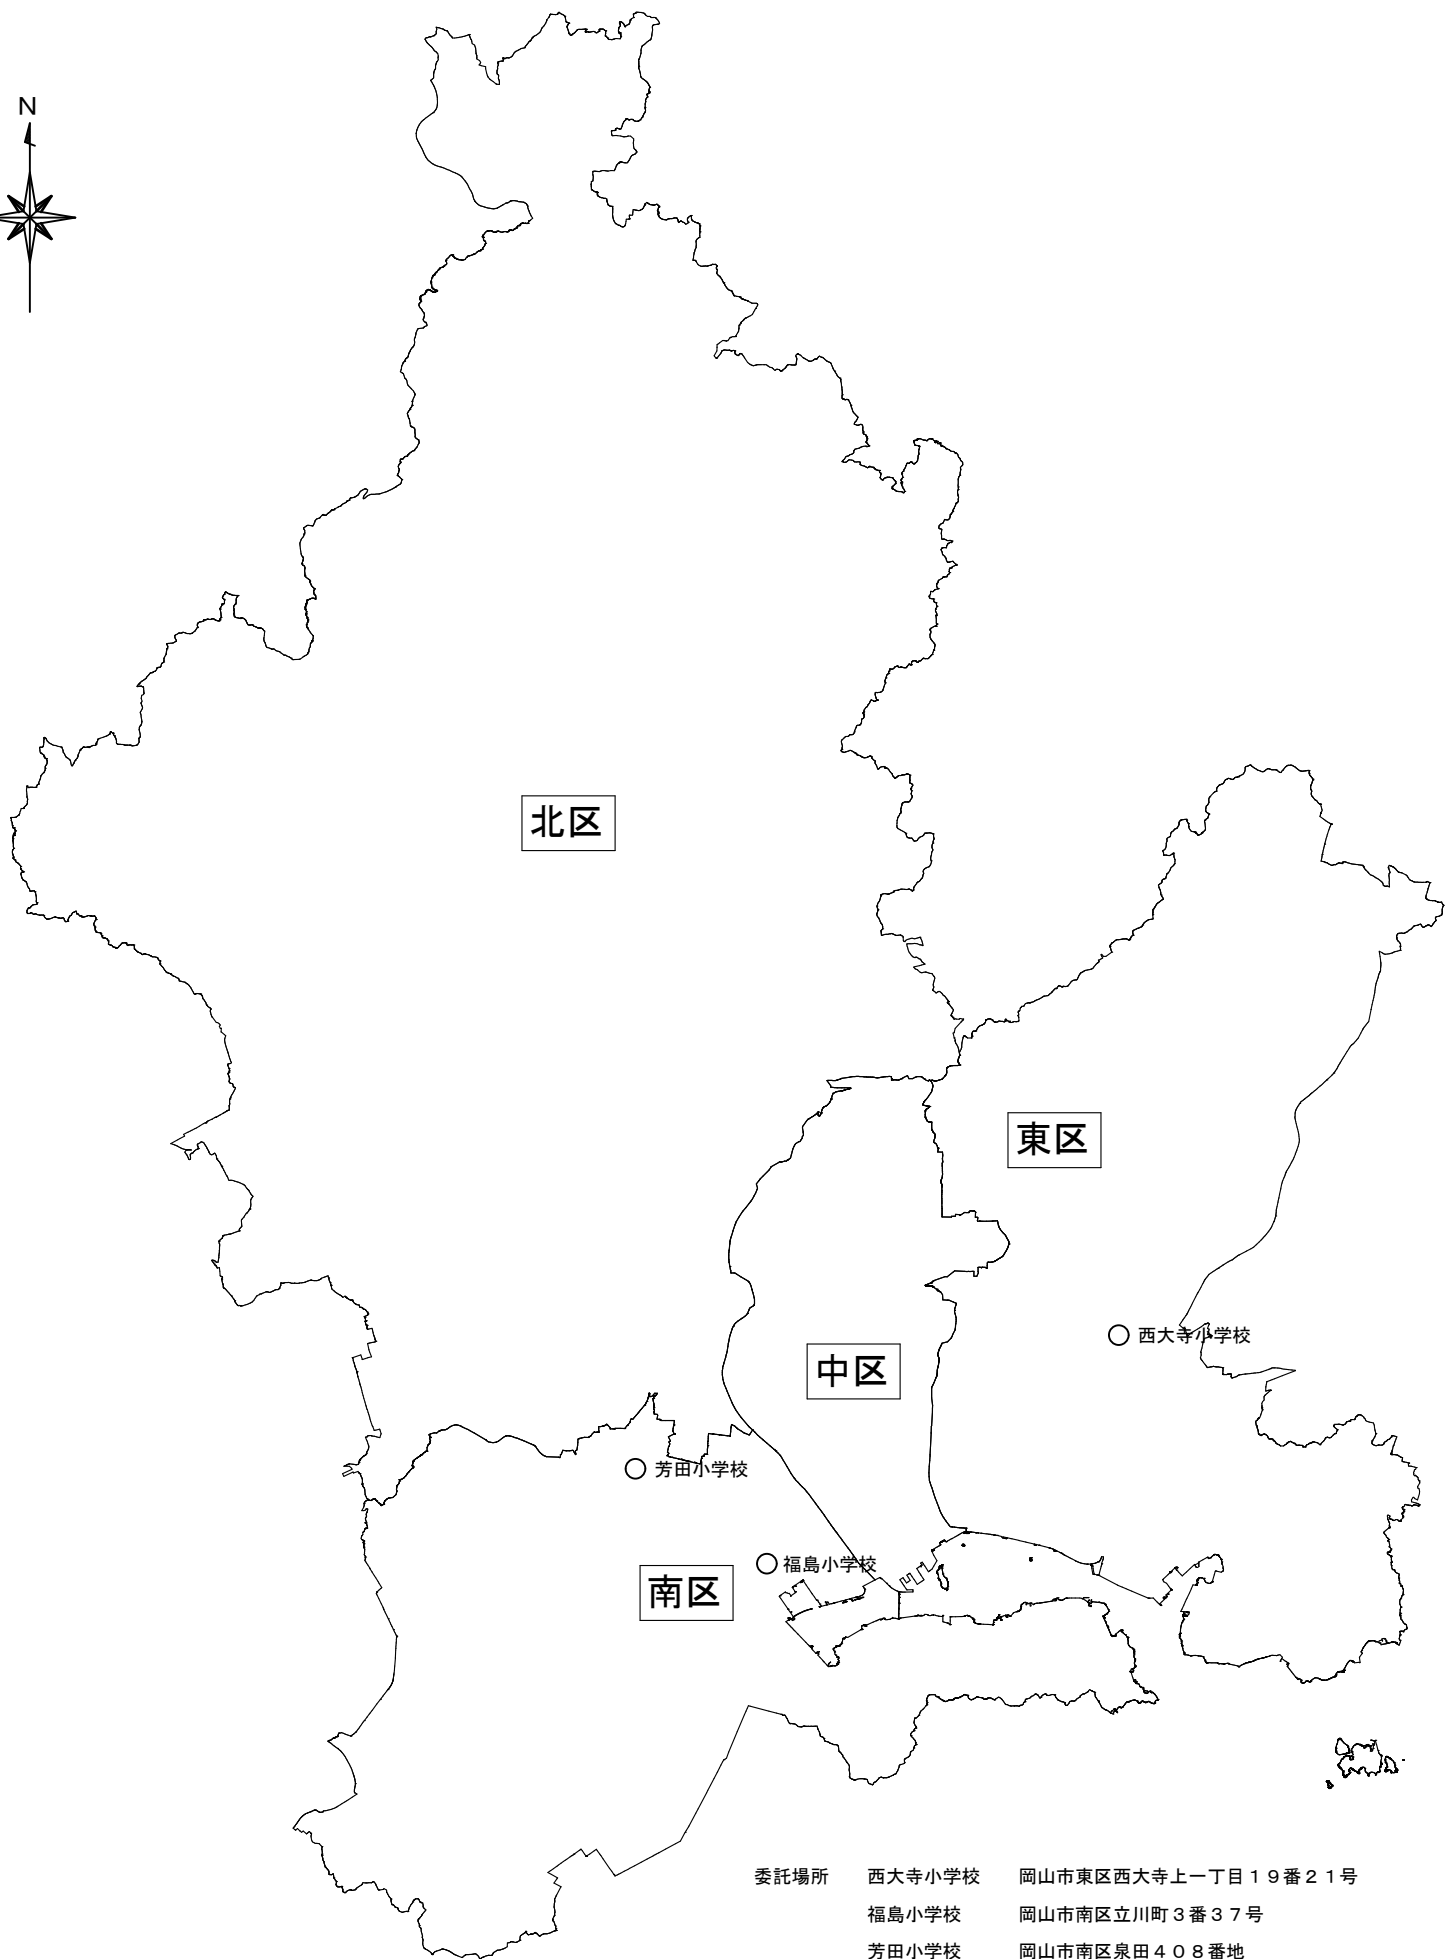 N
北区
東区
西大寺小学校
中区
芳田小学校
福島小学校
南区
委託場所 西大寺小学校 岡山市東区西大寺上一丁目19番21号
福島小学校 岡山市南区立川町3番37号
芳田小学校 岡山市南区泉田408番地